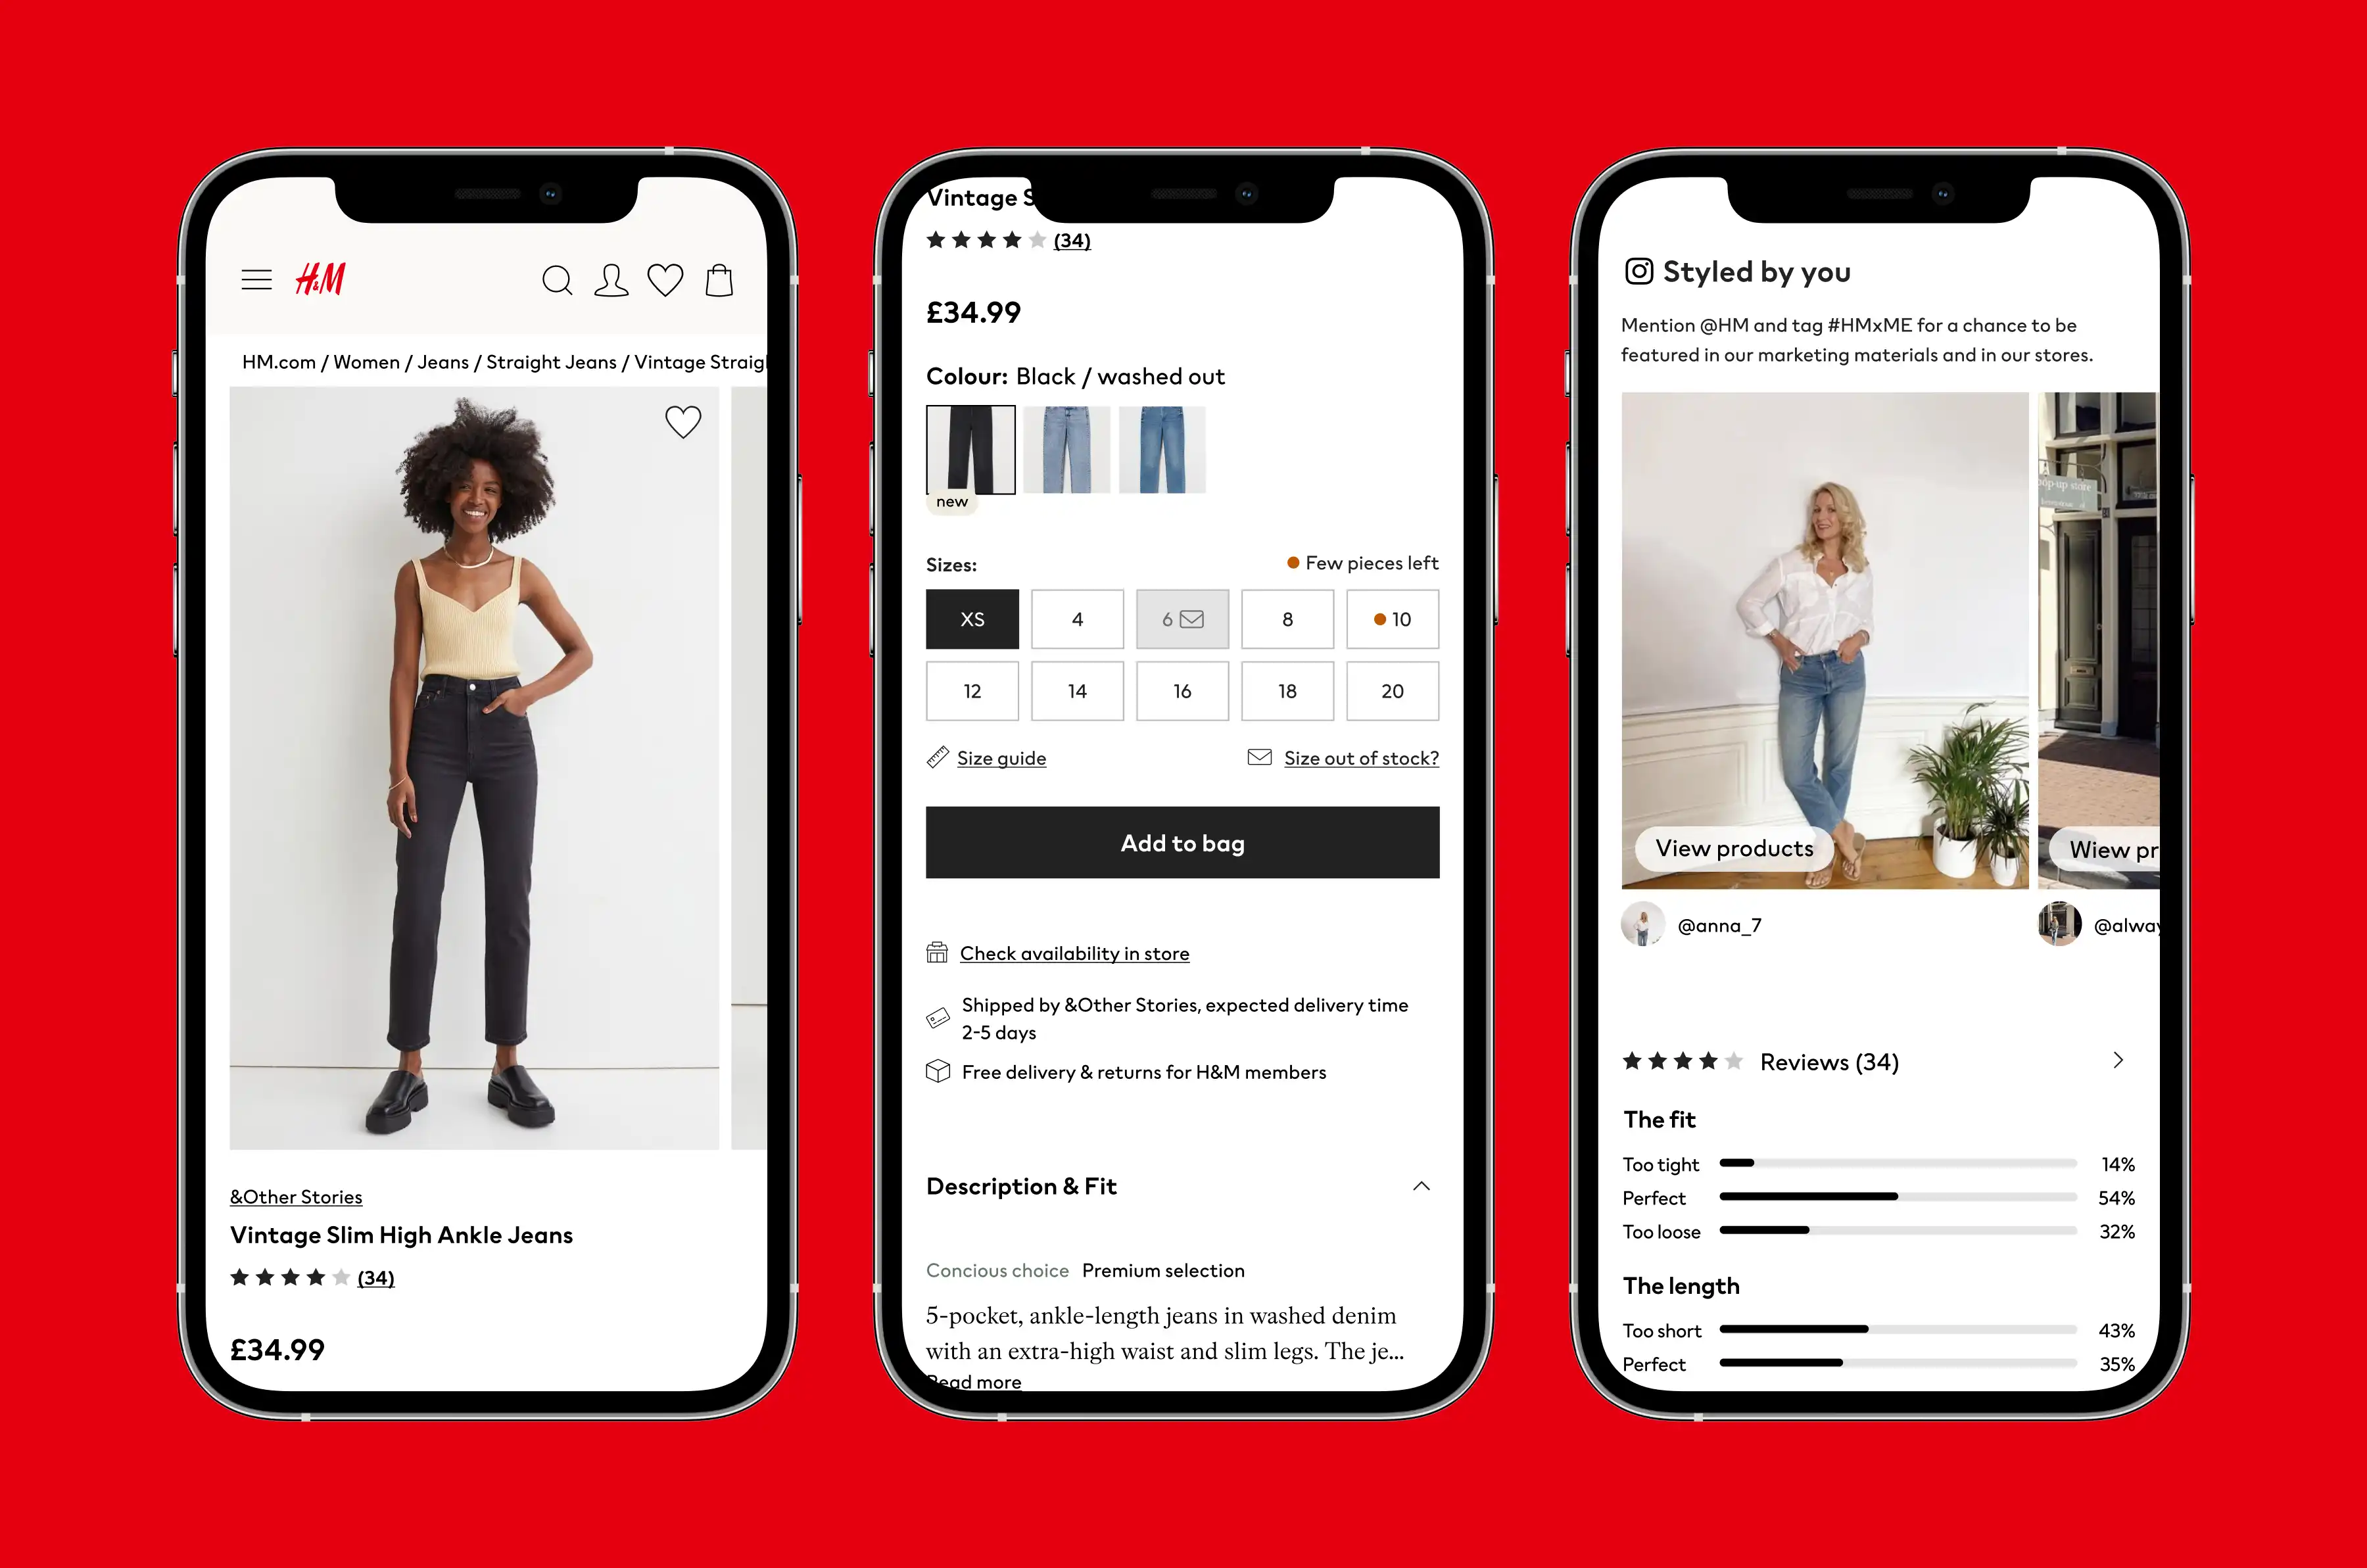 H&M
HM.com / Women / Jeans / Straight Jeans / Vintage Straigh
&Other Stories
Vintage Slim High Ankle Jeans
(34)
£34.99
Vintage S
(34)
£34.99
Colour: Black / washed out
new
Sizes:
Few pieces left
XS 4 6 8 10
12 14 16 18 20
Size guide
Size out of stock?
Add to bag
Check availability in store
Shipped by &Other Stories, expected delivery time
2-5 days
Free delivery & returns for H&M members
Description & Fit
Concious choice Premium selection
5-pocket, ankle-length jeans in washed denim
with an extra-high waist and slim legs. The je...
Read more
Styled by you
Mention @HM and tag #HMxME for a chance to be
featured in our marketing materials and in our stores.
pop-up store
View products
Wiew pr
@anna_7
@alway
Reviews (34)
The fit
Too tight 14%
Perfect 54%
Too loose 32%
The length
Too short 43%
Perfect 35%